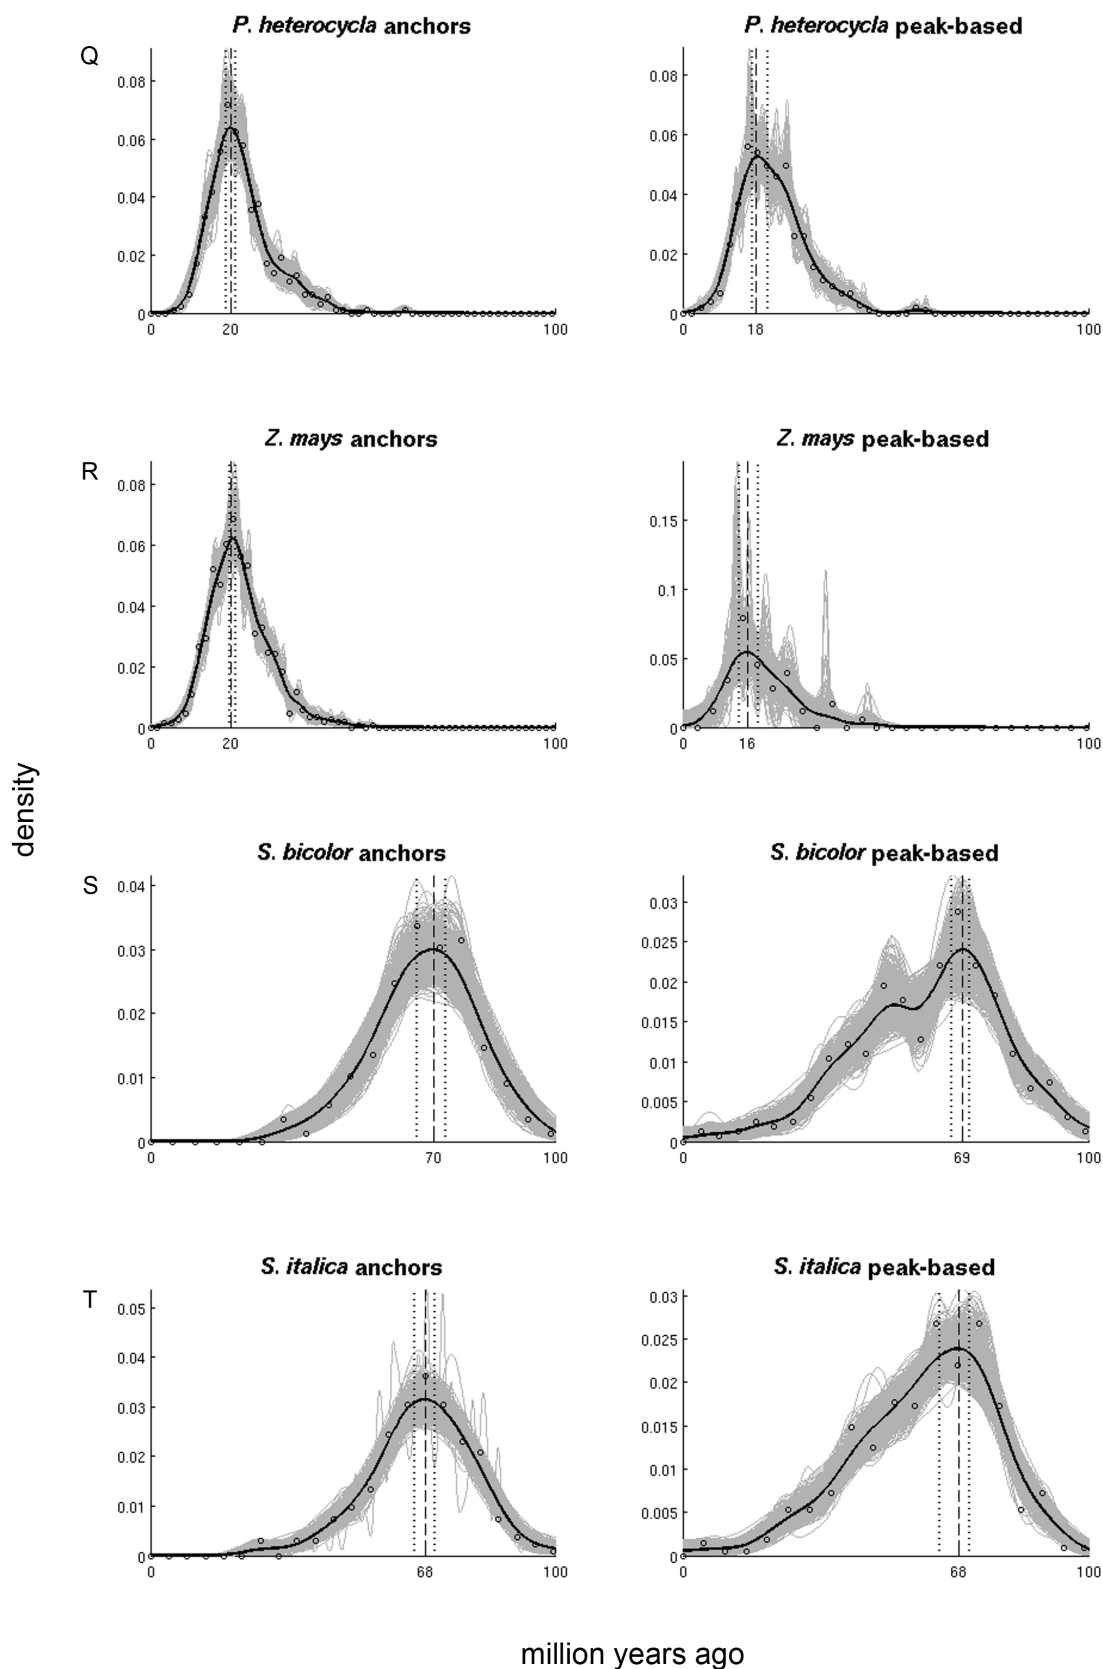 P. heterocycla anchors
P. heterocycla peak-based
Q
0.08
0.06
0.04
0.02
0
0 20 100
0.08
0.06
0.04
0.02
0
0 18 100
Z. mays anchors
Z. mays peak-based
R
0.08
0.06
0.04
0.02
0
0 20 100
0.15
0.1
0.05
0
0 16 100
density
S. bicolor anchors
S. bicolor peak-based
S
0.04
0.03
0.02
0.01
0
0 70 100
0.03
0.025
0.02
0.015
0.01
0.005
0
0 69 100
S. italica anchors
S. italica peak-based
T
0.05
0.04
0.03
0.02
0.01
0
0 68 100
0.03
0.025
0.02
0.015
0.01
0.005
0
0 68 100
million years ago